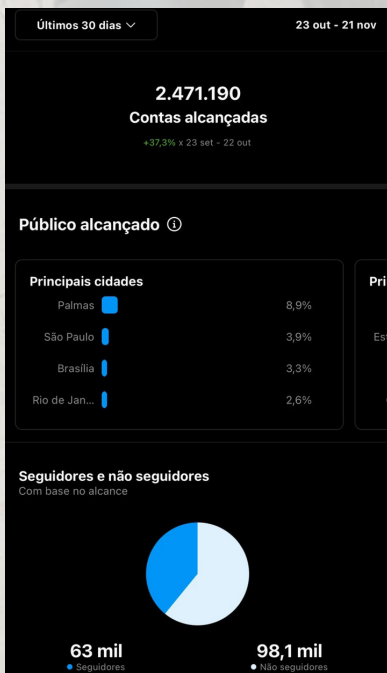 Últimos 30 dias
23 out - 21 nov
2.471.190
Contas alcançadas
+37,3% x 23 set - 22 out
Público alcançado
Principais cidades
Palmas 8,9%
São Paulo 3,9%
Brasília 3,3%
Rio de Jan... 2,6%
Pri
Es
Seguidores e não seguidores
Com base no alcance
63 mil
Seguidores
98,1 mil
Não seguidores